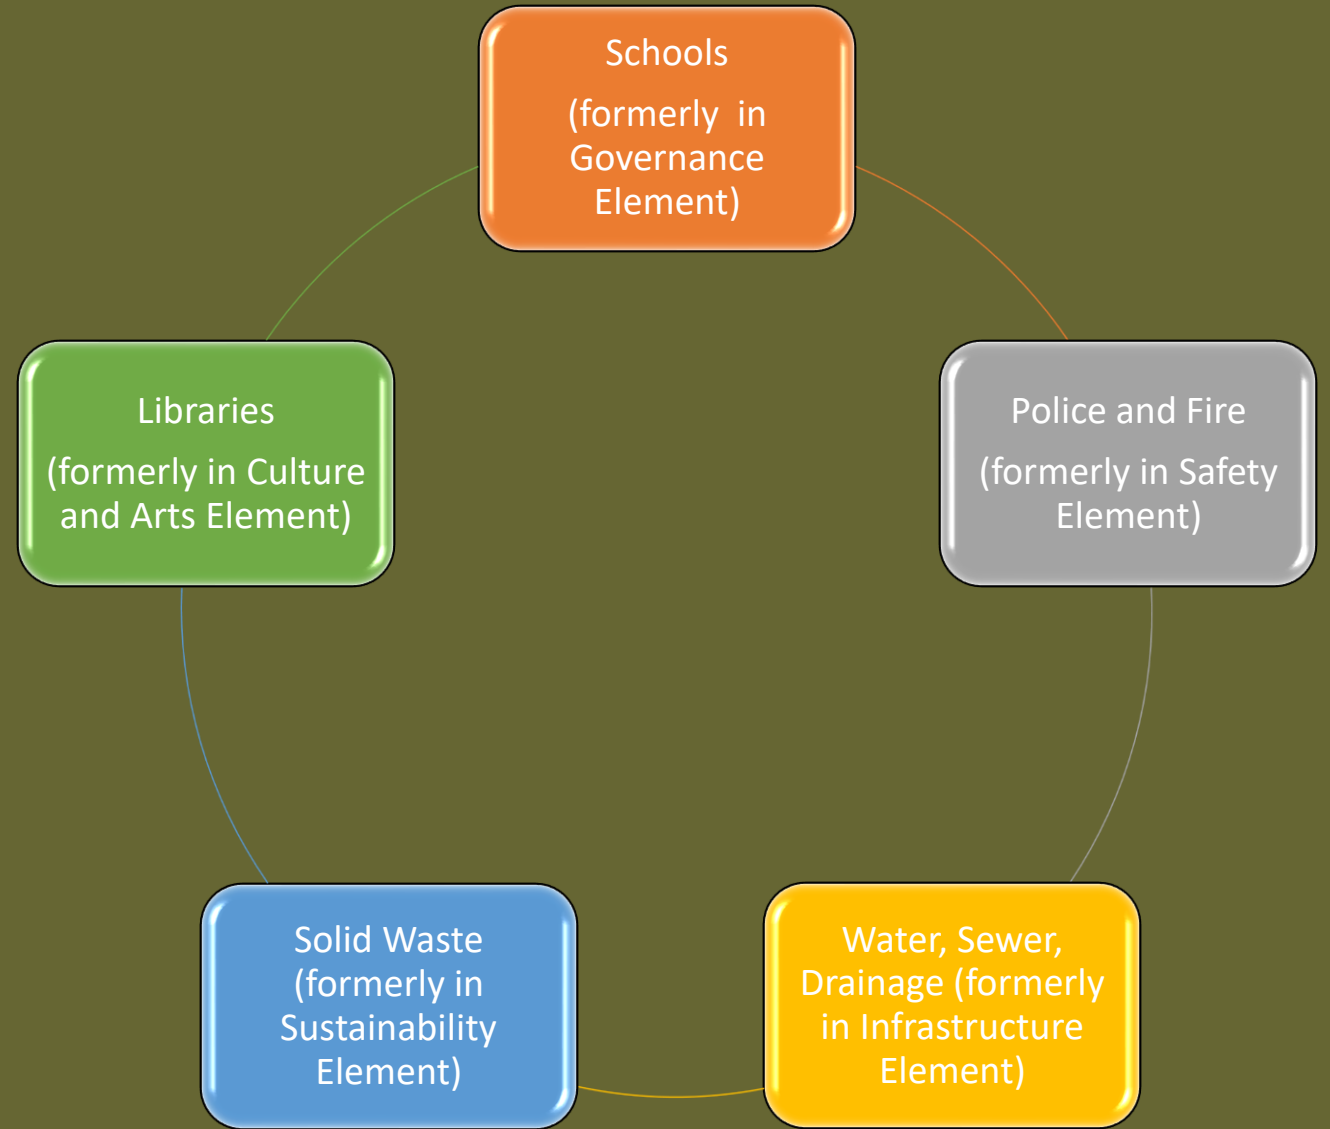 Schools
(formerly  in
Governance
Element)
Libraries
(formerly in Culture
and Arts Element)
Police and Fire
(formerly in Safety
Element)
Solid Waste
(formerly in
Sustainability
Element)
Water, Sewer,
Drainage (formerly
in Infrastructure
Element)